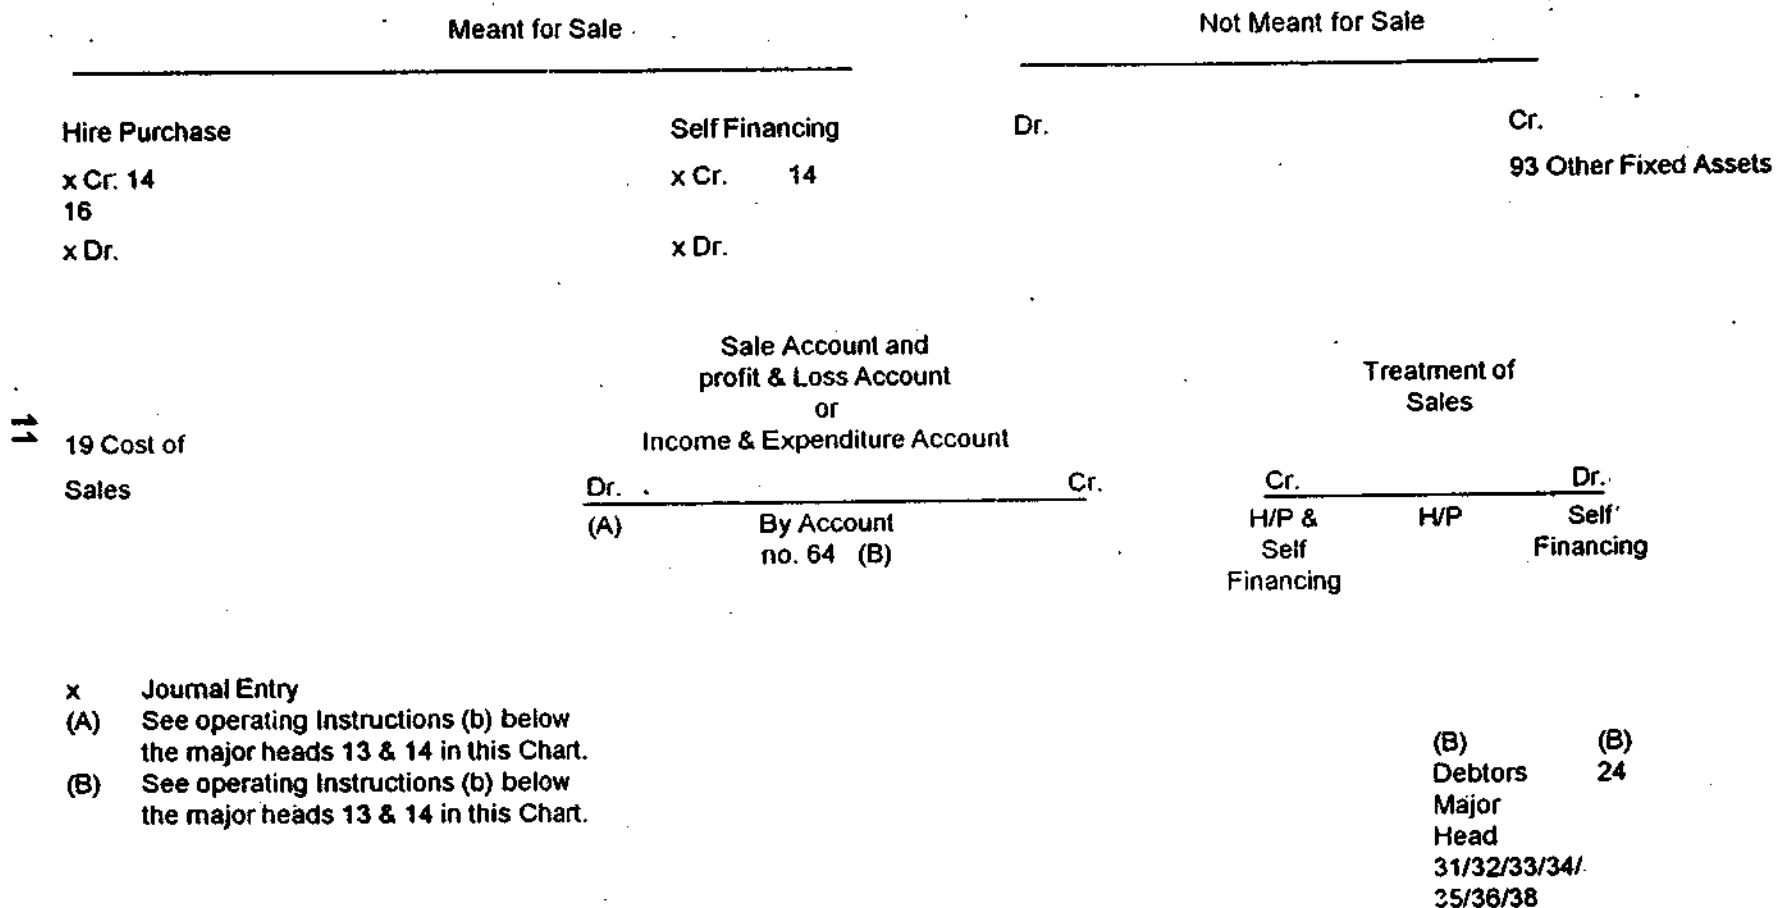 Meant for Sale
Not Meant for Sale
Hire Purchase
Self Financing
Dr.
Cr.
x Cr. 14
x Cr. 14
93 Other Fixed Assets
16
x Dr.
x Dr.
Sale Account and
profit & Loss Account
or
Income & Expenditure Account
Treatment of
Sales
11
19 Cost of
Sales
Dr.
Cr.
Cr.
Dr.
(A)
By Account
no. 64 (B)
H/P &
Self
Financing
H/P
Self
Financing
x Journal Entry
(A) See operating Instructions (b) below
the major heads 13 & 14 in this Chart.
(B) See operating Instructions (b) below
the major heads 13 & 14 in this Chart.
(B)
Debtors
Major
Head
31/32/33/34/
35/36/38
(B)
24